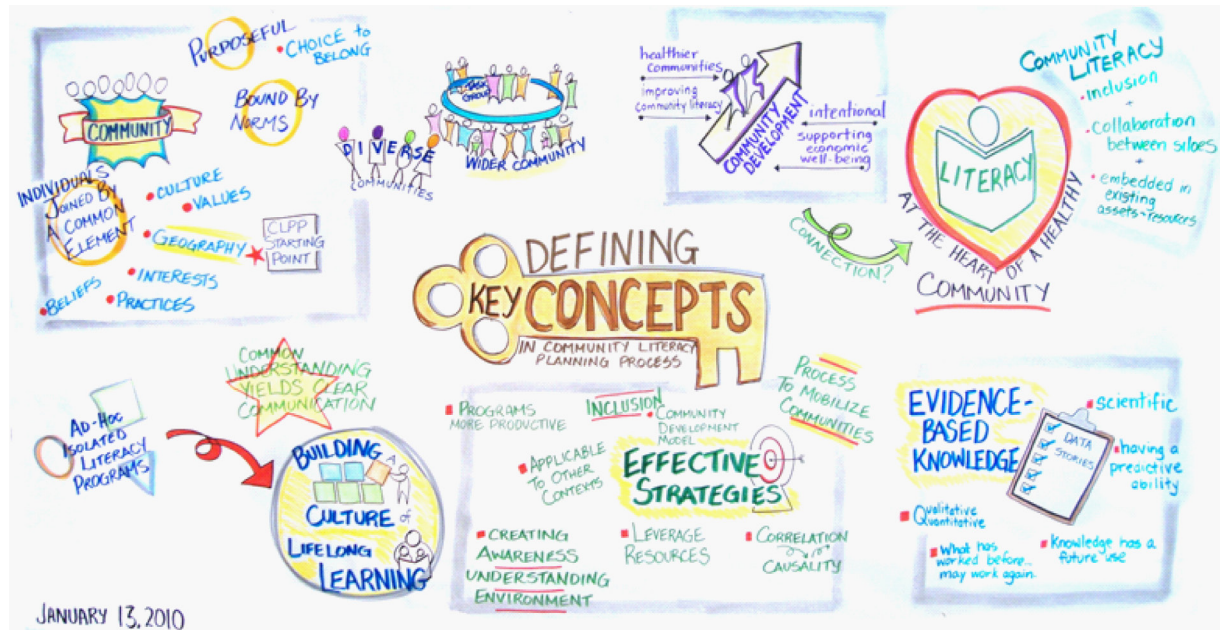 PURPOSEFUL
• CHOICE to
BELONG
COMMUNITY
BOUND BY
NORMS
INDIVIDUALS
JOINED BY
A COMMON
ELEMENT
• CULTURE
• VALUES
• GEOGRAPHY
CLPP
STARTING
POINT
• INTERESTS
• BELIEFS
• PRACTICES
DIVERSE
COMMUNITIES
TASK
GROUP
WIDER COMMUNITY
healthier
communities
improving
community literacy
COMMUNITY
DEVELOPMENT
intentional
supporting
economic
well-being
CONNECTION?
LITERACY
AT THE HEART OF A HEALTHY
COMMUNITY
COMMUNITY
LITERACY
• inclusion
+
• collaboration
between siloes
+
• embedded in
existing
assets + resources
DEFINING
KEY CONCEPTS
IN COMMUNITY LITERACY
PLANNING PROCESS
COMMON
UNDERSTANDING
YIELDS CLEAR
COMMUNICATION
AD-HOC
ISOLATED
LITERACY
PROGRAMS
BUILDING A
CULTURE of
LIFELONG
LEARNING
PROGRAMS
MORE PRODUCTIVE
INCLUSION
• COMMUNITY
DEVELOPMENT
MODEL
PROCESS
TO MOBILIZE
COMMUNITIES
APPLICABLE
TO OTHER
CONTEXTS
EFFECTIVE
STRATEGIES
• CREATING
AWARENESS
UNDERSTANDING
ENVIRONMENT
LEVERAGE
RESOURCES
CORRELATION
CAUSALITY
EVIDENCE-
BASED
KNOWLEDGE
DATA
STORIES
scientific
having a
predictive
ability
Qualitative
Quantitative
What has
worked before...
may work again.
Knowledge has a
future use
JANUARY 13, 2010